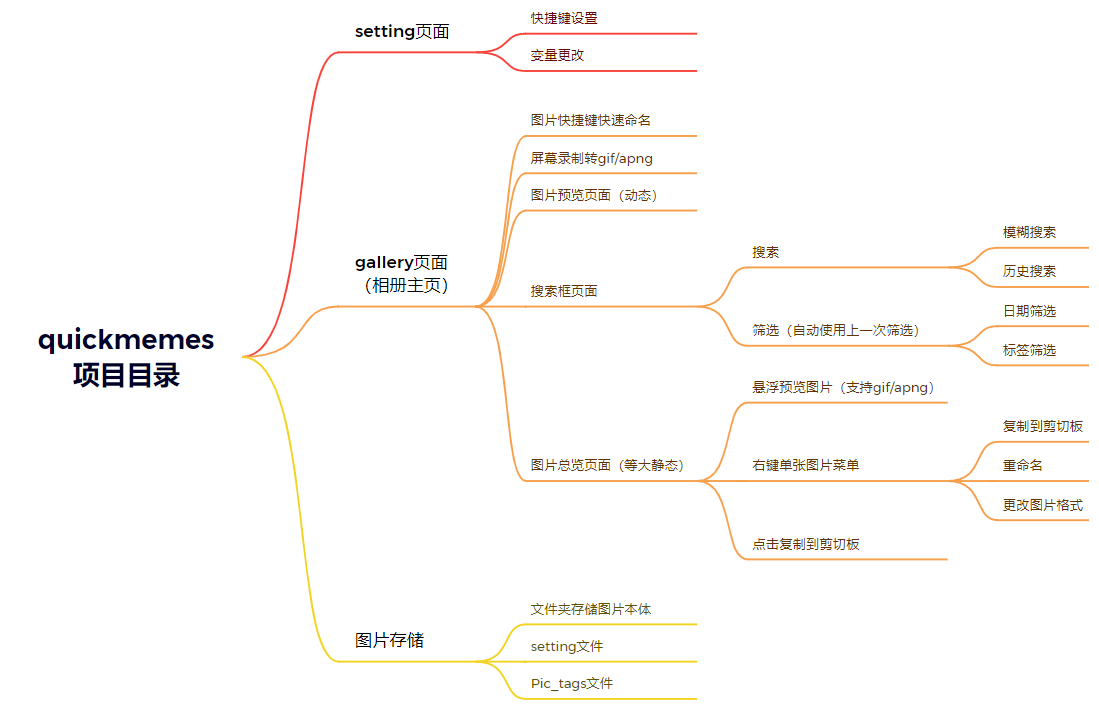 quickmemes
项目目录
setting页面
快捷键设置
变量更改
gallery页面
（相册主页）
图片快捷键快速命名
屏幕录制转gif/apng
图片预览页面（动态）
搜索框页面
搜索
模糊搜索
历史搜索
筛选（自动使用上一次筛选）
日期筛选
标签筛选
图片总览页面（等大静态）
悬浮预览图片（支持gif/apng）
右键单张图片菜单
复制到剪切板
重命名
更改图片格式
点击复制到剪切板
图片存储
文件夹存储图片本体
setting文件
Pic_tags文件